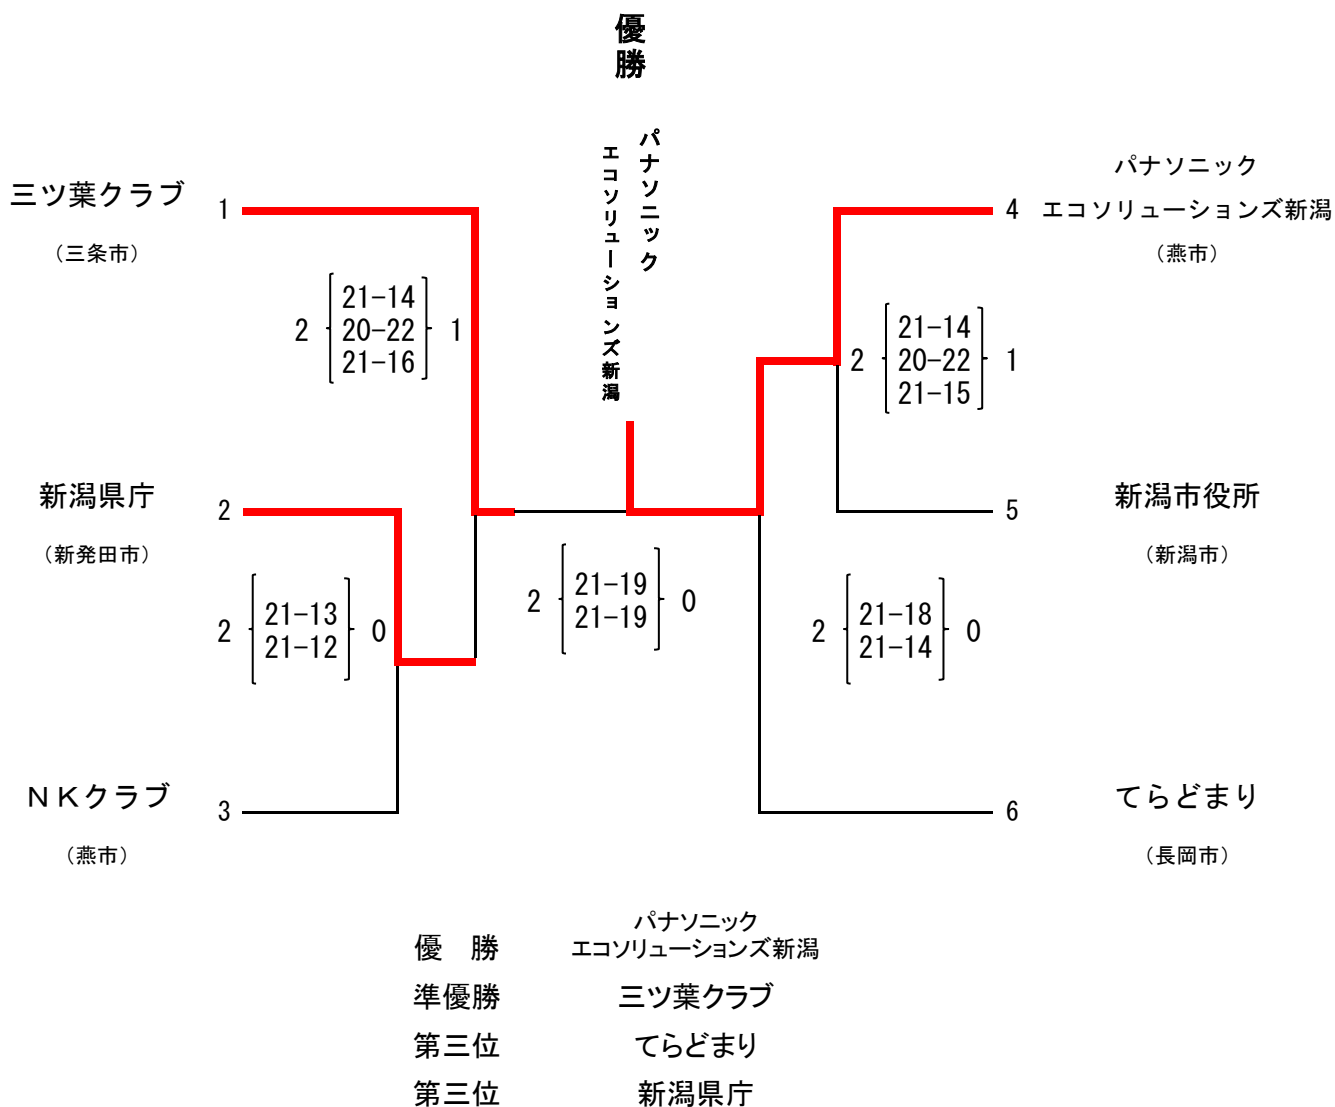 優勝
パナソニック
エコソリューションズ新潟
三ツ葉クラブ 1
（三条市）
2 21-14 1
20-22
21-16
新潟県庁 2
（新発田市）
2 21-13 0
21-12
ＮＫクラブ 3
（燕市）
2 21-19 0
21-19
パナソニック
4 エコソリューションズ新潟
（燕市）
2 21-14 1
20-22
21-15
5 新潟市役所
（新潟市）
2 21-18 0
21-14
6 てらどまり
（長岡市）
パナソニック
優　勝 エコソリューションズ新潟
準優勝 三ツ葉クラブ
第三位 てらどまり
第三位 新潟県庁